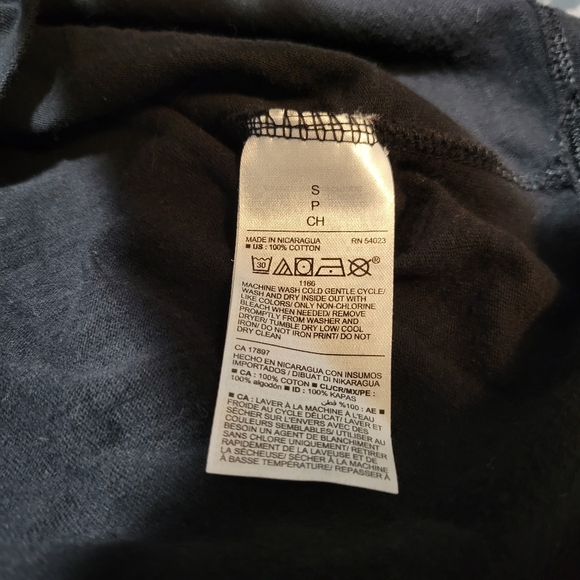 S
P
CH
MADE IN NICARAGUA RN 54023
■ US : 100% COTTON
30 ®
1166
MACHINE WASH COLD GENTLE CYCLE/
WASH AND DRY INSIDE OUT WITH
LIKE COLORS/ ONLY NON-CHLORINE
BLEACH WHEN NEEDED/ REMOVE
PROMPTLY FROM WASHER AND
DRYER/ TUMBLE DRY LOW/ COOL
IRON/ DO NOT IRON PRINT/ DO NOT
DRY CLEAN
CA 17897
HECHO EN NICARAGUA CON INSUMOS
IMPORTADOS / DIBUAT DI NIKARAGUA
■ CA : 100% COTON ■ CL/CR/MX/PE :
100% algodón ■ ID : 100% KAPAS
■ AE : 100% قطن
■ CA : LAVER À LA MACHINE À L'EAU
FROIDE AU CYCLE DÉLICAT/ LAVER ET
SÉCHER SUR L'ENVERS AVEC DES
COULEURS SEMBLABLES/ UTILISER AU
BESOIN UN AGENT DE BLANCHIMENT
SANS CHLORE UNIQUEMENT/ RETIRER
RAPIDEMENT DE LA LAVEUSE ET DE
LA SÉCHEUSE/ SÉCHER À LA MACHINE
À BASSE TEMPÉRATURE/ REPASSER À